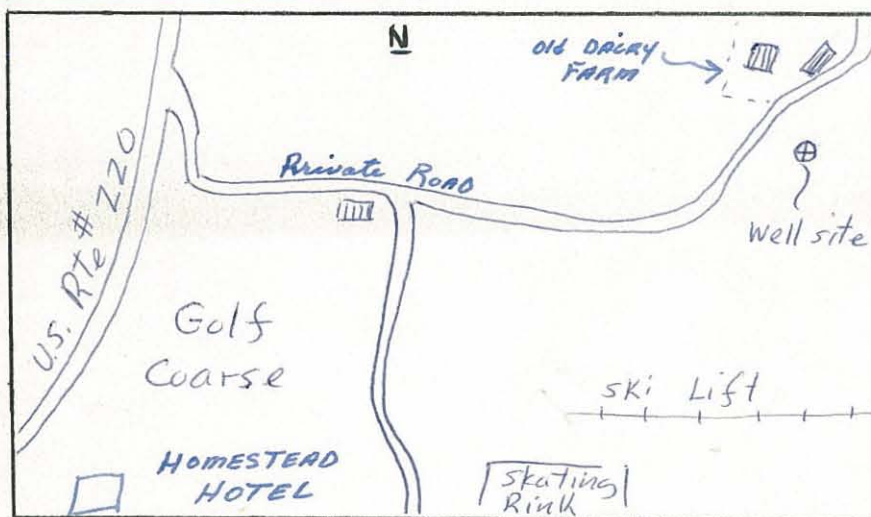 N
Old DAIRY
FARM
U.S. Rte # 220
Private ROAD
Well site
Golf
Coarse
Ski Lift
HOMESTEAD
HOTEL
Skating
Rink